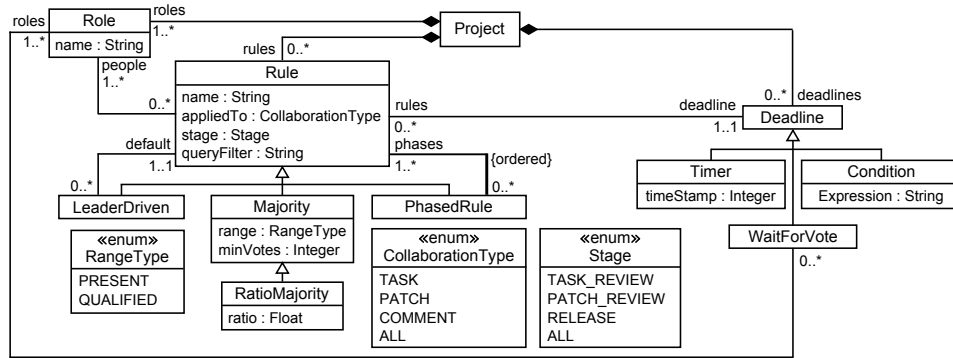 roles
Role
roles
1..*
Project
1..*
name : String
rules
0..*
people
1..*
Rule
0..*
deadlines
name : String
appliedTo : CollaborationType
stage : Stage
queryFilter : String
0..*
rules
0..*
deadline
1..1
Deadline
default
1..1
phases
1..*
{ordered}
Timer
timeStamp : Integer
Condition
Expression : String
0..*
0..*
LeaderDriven
Majority
range : RangeType
minVotes : Integer
PhasedRule
WaitForVote
0..*
«enum»
RangeType
PRESENT
QUALIFIED
RatioMajority
ratio : Float
«enum»
CollaborationType
TASK
PATCH
COMMENT
ALL
«enum»
Stage
TASK_REVIEW
PATCH_REVIEW
RELEASE
ALL